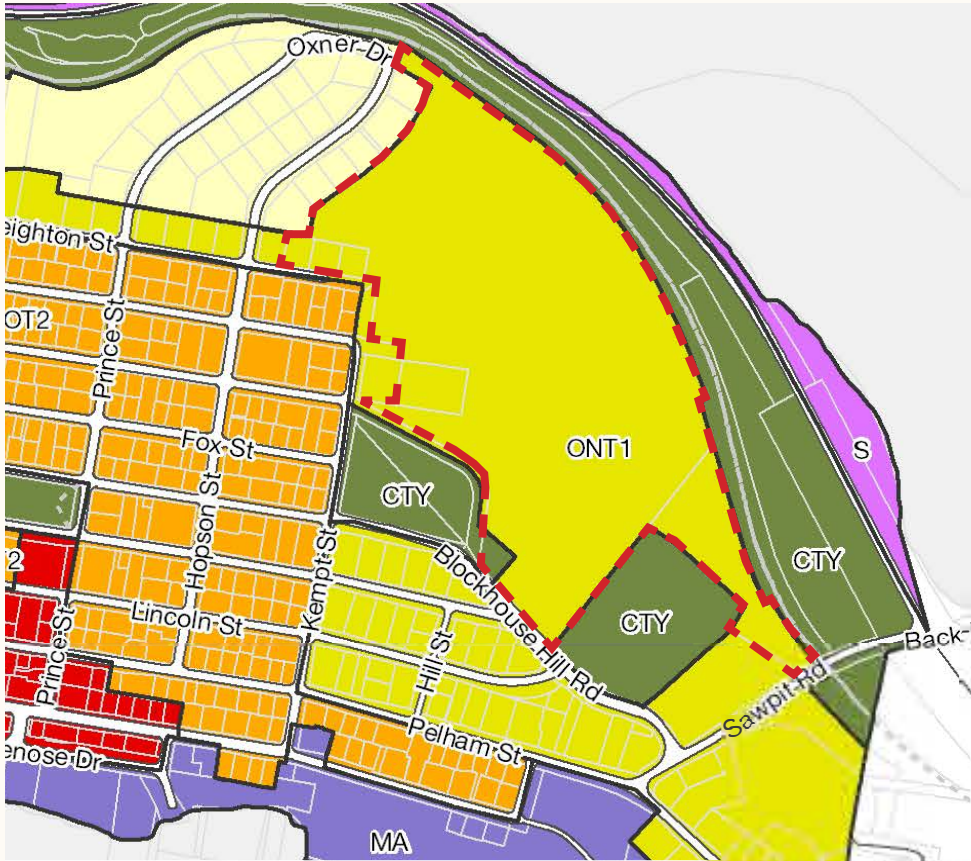 Oxner Dr
eighton St
OT2
Prince St
ONT1
Fox St
S
CTY
Hopson St
Kempt St
2
Blockhouse Hill Rd
CTY
CTY
Lincoln St
Back
Prince St
Hill St
Sawpit Rd
Pelham St
enose Dr
MA